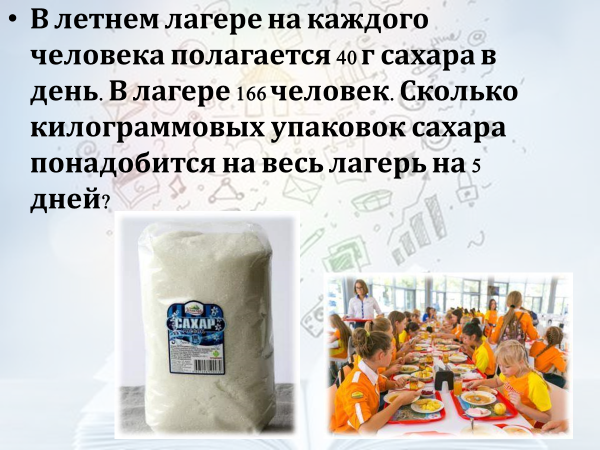 • В летнем лагере на каждого
человека полагается 40 г сахара в
день. В лагере 166 человек. Сколько
килограммовых упаковок сахара
понадобится на весь лагерь на 5
дней?
САХАР